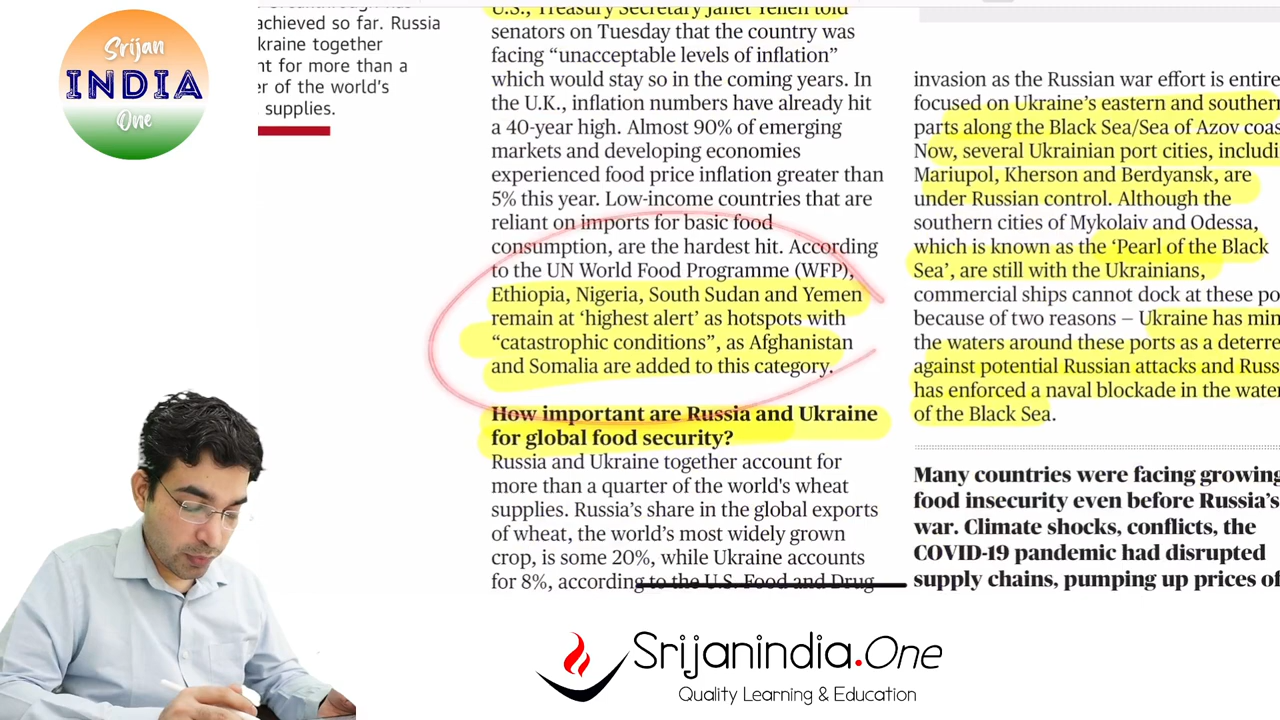 Srijan
INDIA
One
achieved so far. Russia
kraine together
nt for more than a
er of the world's
supplies.
U.S., Treasury Secretary Janet Yellen told
senators on Tuesday that the country was
facing “unacceptable levels of inflation”
which would stay so in the coming years. In
the U.K., inflation numbers have already hit
a 40-year high. Almost 90% of emerging
markets and developing economies
experienced food price inflation greater than
5% this year. Low-income countries that are
reliant on imports for basic food
consumption, are the hardest hit. According
to the UN World Food Programme (WFP),
Ethiopia, Nigeria, South Sudan and Yemen
remain at ‘highest alert’ as hotspots with
“catastrophic conditions”, as Afghanistan
and Somalia are added to this category.
How important are Russia and Ukraine
for global food security?
Russia and Ukraine together account for
more than a quarter of the world's wheat
supplies. Russia’s share in the global exports
of wheat, the world’s most widely grown
crop, is some 20%, while Ukraine accounts
for 8%, according to the U.S. Food and Drug
invasion as the Russian war effort is entire
focused on Ukraine’s eastern and southern
parts along the Black Sea/Sea of Azov coas
Now, several Ukrainian port cities, includi
Mariupol, Kherson and Berdyansk, are
under Russian control. Although the
southern cities of Mykolaiv and Odessa,
which is known as the ‘Pearl of the Black
Sea’, are still with the Ukrainians,
commercial ships cannot dock at these po
because of two reasons — Ukraine has min
the waters around these ports as a deterre
against potential Russian attacks and Russ
has enforced a naval blockade in the water
of the Black Sea.
Many countries were facing growing
food insecurity even before Russia’s
war. Climate shocks, conflicts, the
COVID-19 pandemic had disrupted
supply chains, pumping up prices of
Srijanindia.One
Quality Learning & Education